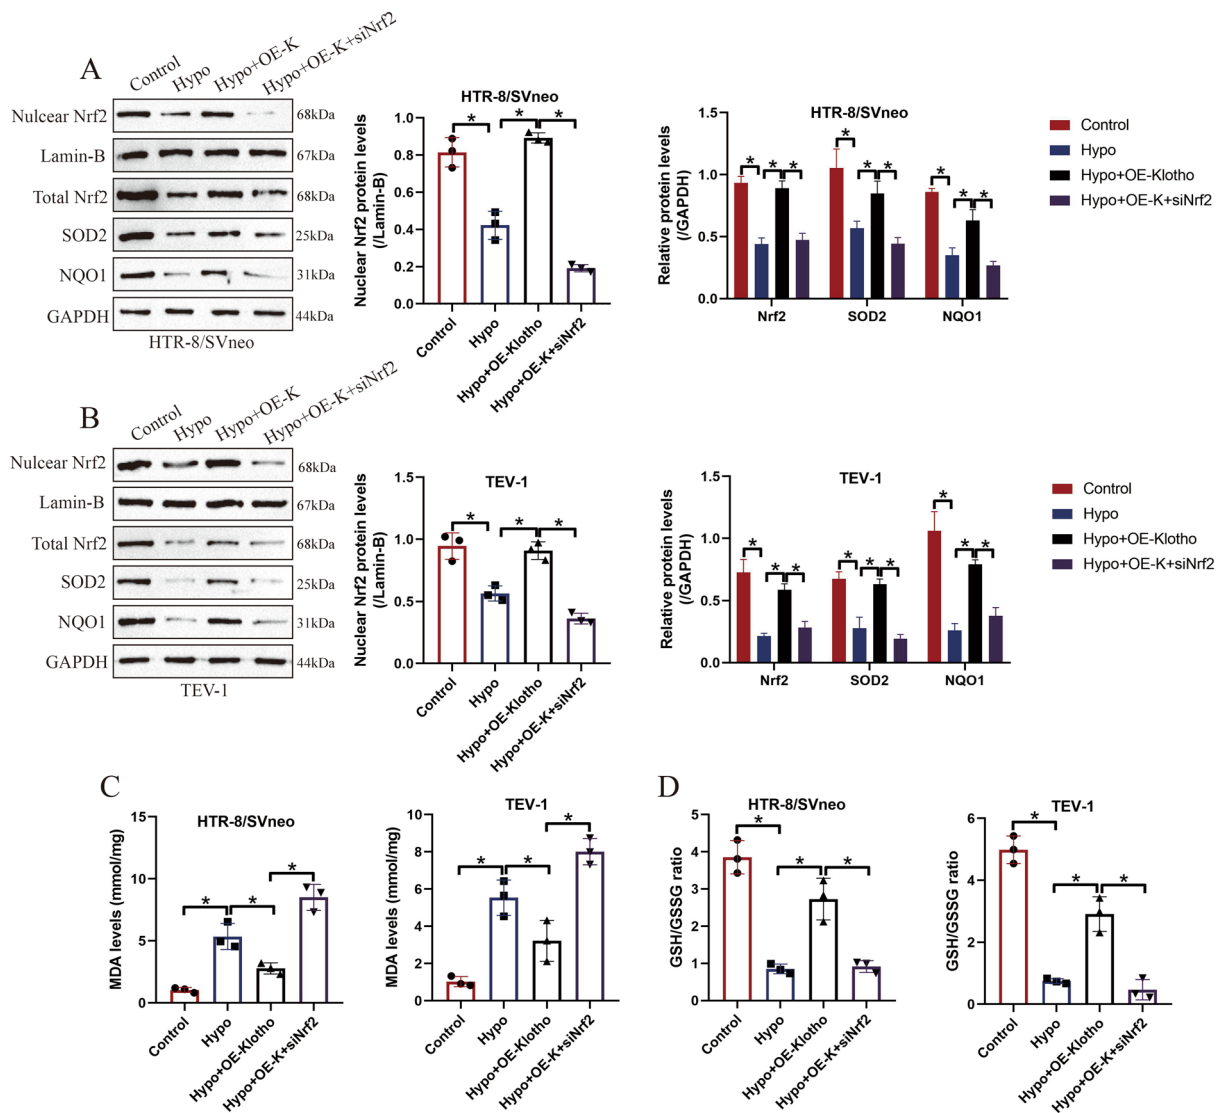 A
Control
Hypo
Hypo+OE-K
Hypo+OE-K+siNrf2
Nulcear Nrf2
68kDa
Lamin-B
67kDa
Total Nrf2
68kDa
SOD2
25kDa
NQO1
31kDa
GAPDH
44kDa
HTR-8/SVneo
HTR-8/SVneo
Nuclear Nrf2 protein levels
(/Lamin-B)
1.0
0.8
0.6
0.4
0.2
0.0
*
*
*
Control
Hypo
Hypo+OE-Klotho
Hypo+OE-K+siNrf2
HTR-8/SVneo
Relative protein levels
(/GAPDH)
1.5
1.0
0.5
0.0
*
*
*
*
*
*
*
*
*
Nrf2
SOD2
NQO1
Control
Hypo
Hypo+OE-Klotho
Hypo+OE-K+siNrf2
B
Control
Hypo
Hypo+OE-K
Hypo+OE-K+siNrf2
Nulcear Nrf2
68kDa
Lamin-B
67kDa
Total Nrf2
68kDa
SOD2
25kDa
NQO1
31kDa
GAPDH
44kDa
TEV-1
TEV-1
Nuclear Nrf2 protein levels
(/Lamin-B)
1.5
1.0
0.5
0.0
*
*
*
Control
Hypo
Hypo+OE-Klotho
Hypo+OE-K+siNrf2
TEV-1
Relative protein levels
(/GAPDH)
1.5
1.0
0.5
0.0
*
*
*
*
*
*
*
*
*
Nrf2
SOD2
NQO1
Control
Hypo
Hypo+OE-Klotho
Hypo+OE-K+siNrf2
C
HTR-8/SVneo
MDA levels (mmol/mg)
15
10
5
0
*
*
*
Control
Hypo
Hypo+OE-Klotho
Hypo+OE-K+siNrf2
TEV-1
MDA levels (mmol/mg)
10
8
6
4
2
0
*
*
*
Control
Hypo
Hypo+OE-Klotho
Hypo+OE-K+siNrf2
D
HTR-8/SVneo
GSH/GSSG ratio
5
4
3
2
1
0
*
*
*
Control
Hypo
Hypo+OE-Klotho
Hypo+OE-K+siNrf2
TEV-1
GSH/GSSG ratio
6
4
2
0
*
*
*
Control
Hypo
Hypo+OE-Klotho
Hypo+OE-K+siNrf2